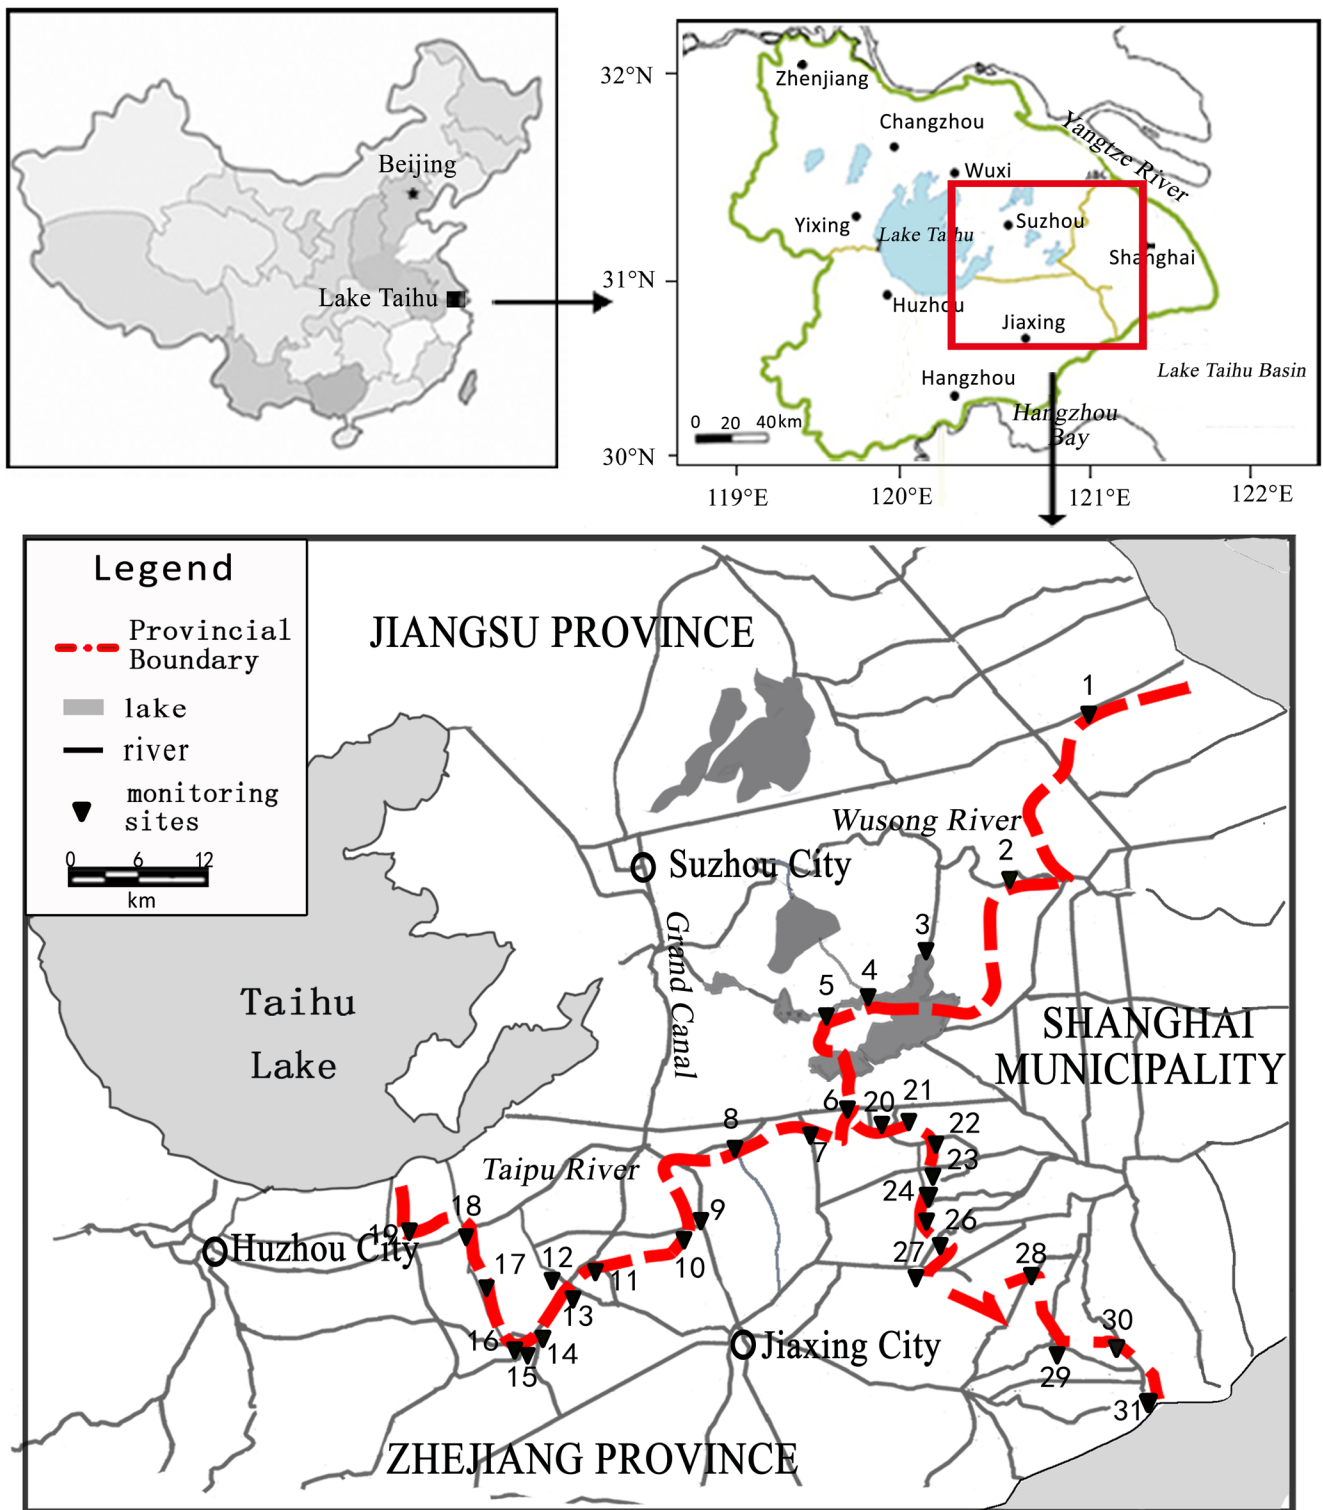 Beijing
Lake Taihu
32°N
31°N
30°N
119°E
120°E
121°E
122°E
Zhenjiang
Changzhou
Wuxi
Yangtze River
Yixing
Lake Taihu
Suzhou
Shanghai
Huzhou
Jiaxing
Hangzhou
Lake Taihu Basin
Hangzhou
Bay
0 20 40km
Legend
Provincial
Boundary
lake
river
monitoring
sites
0 6 12
km
JIANGSU PROVINCE
1
Wusong River
2
Suzhou City
3
Grand Canal
4
5
Taihu
Lake
SHANGHAI
MUNICIPALITY
6
20
21
22
7
8
23
24
Taipu River
26
9
18
19
Huzhou City
10
27
28
17
12
11
13
30
16
14
15
Jiaxing City
29
31
ZHEJIANG PROVINCE